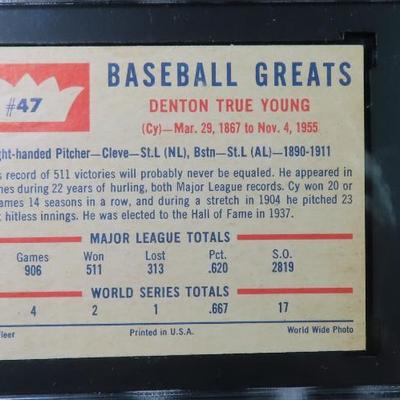 #47
BASEBALL GREATS
DENTON TRUE YOUNG
(Cy)—Mar. 29, 1867 to Nov. 4, 1955
ght-handed Pitcher—Cleve—St.L (NL), Bstn—St.L (AL)—1890-1911
s record of 511 victories will probably never be equaled. He appeared in
nes during 22 years of hurling, both Major League records. Cy won 20 or
games 14 seasons in a row, and during a stretch in 1904 he pitched 23
t hitless innings. He was elected to the Hall of Fame in 1937.
MAJOR LEAGUE TOTALS
Games Won Lost Pct. S.O.
906 511 313 .620 2819
WORLD SERIES TOTALS
4 2 1 .667 17
leer Printed in U.S.A. World Wide Photo